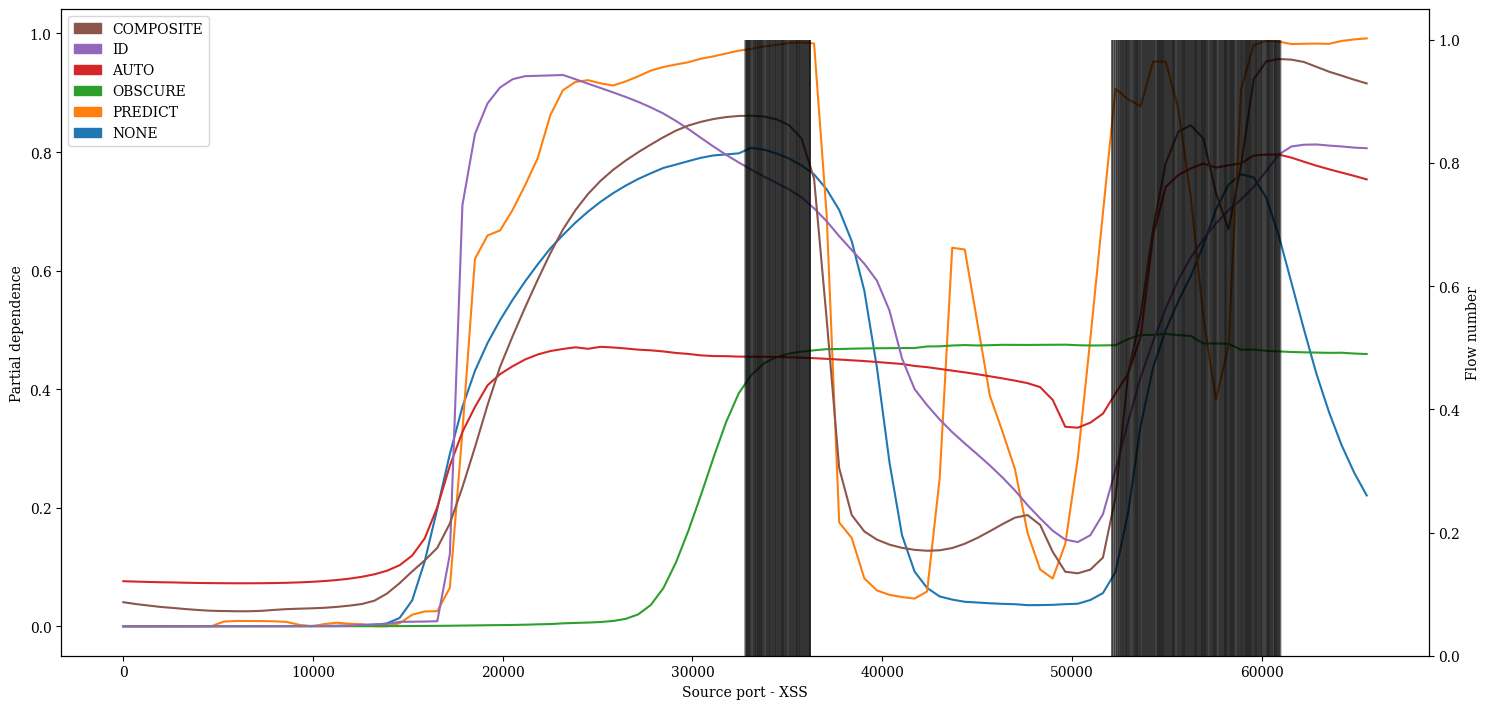 COMPOSITE
ID
AUTO
OBSCURE
PREDICT
NONE
Partial dependence
1.0
0.8
0.6
0.4
0.2
0.0
0
10000
20000
30000
40000
50000
60000
Source port - XSS
1.0
0.8
0.6
0.4
0.2
0.0
Flow number